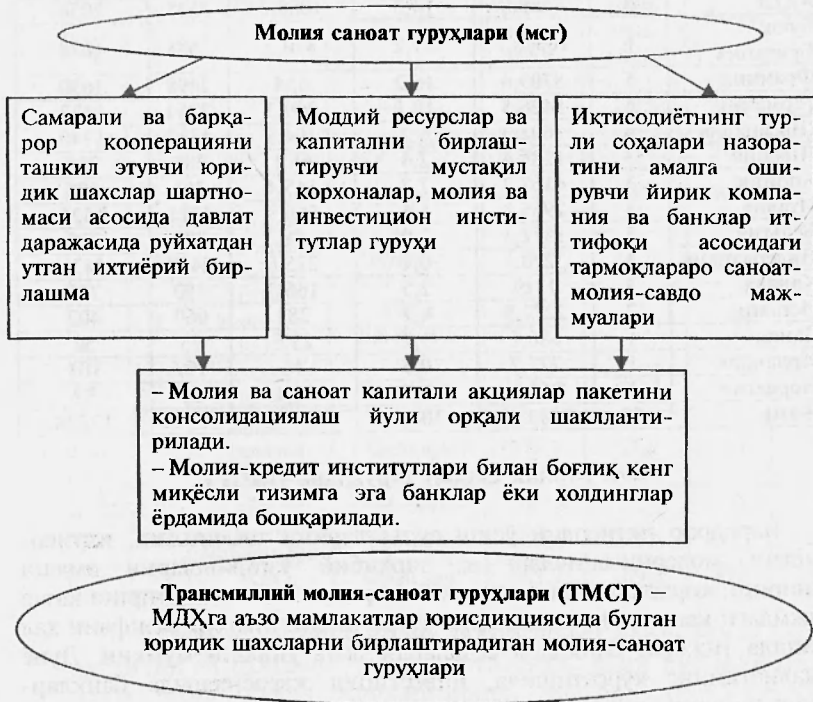 Молия саноат гуруҳлари (мсг)
Самарали ва барқа-
рор кооперацияни
ташкил этувчи юри-
дик шахслар шартно-
маси асосида давлат
даражасида руйхатдан
утган ихтиёрий бир-
лашма
Моддий ресурслар ва
капитални бирлаш-
тирувчи мустақил
корхоналар, молия ва
инвестицион инсти-
тутлар гуруҳи
Иқтисодиётнинг тур-
ли соҳалари назора-
тини амалга оши-
рувчи йирик компа-
ния ва банклар ит-
тифоқи асосидаги
тармоқлараро саноат-
молия-савдо маж-
муалари
– Молия ва саноат капитали акциялар пакетини
консолидациялаш йули орқали шакллантирилади.
– Молия-кредит институтлари билан боғлиқ кенг
миқёсли тизимга эга банклар ёки холдинглар
ёрдамида бошқарилади.
Трансмиллий молия-саноат гуруҳлари (ТМСГ)
МДҲга аъзо мамлакатлар юрисдикциясида булган
юридик шахсларни бирлаштирадиган молия-саноат
гуруҳлари